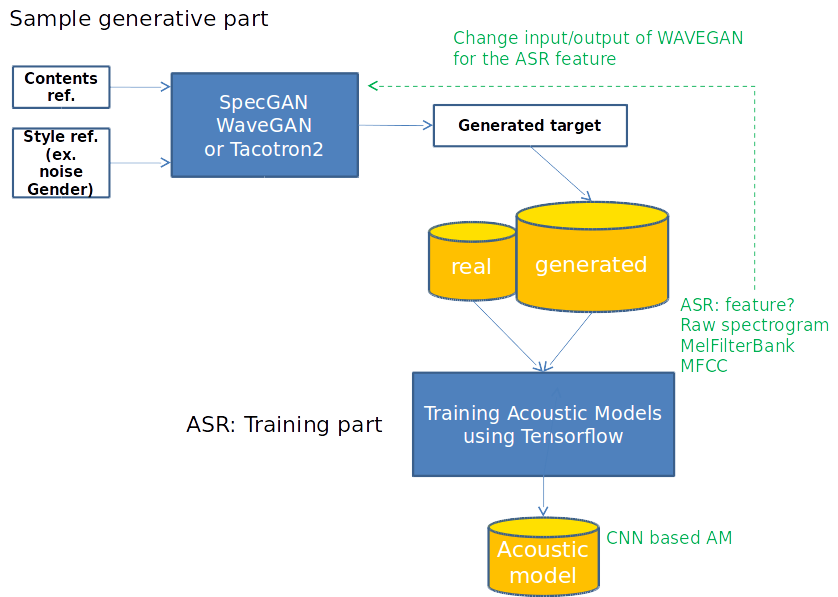 Sample generative part
Change input/output of WAVEGAN
for the ASR feature
Contents
ref.
Style ref.
(ex.
noise
Gender)
SpecGAN
WaveGAN
or Tacotron2
Generated target
real
generated
ASR: feature?
Raw spectrogram
MelFilterBank
MFCC
ASR: Training part
Training Acoustic Models
using Tensorflow
Acoustic
model
CNN based AM